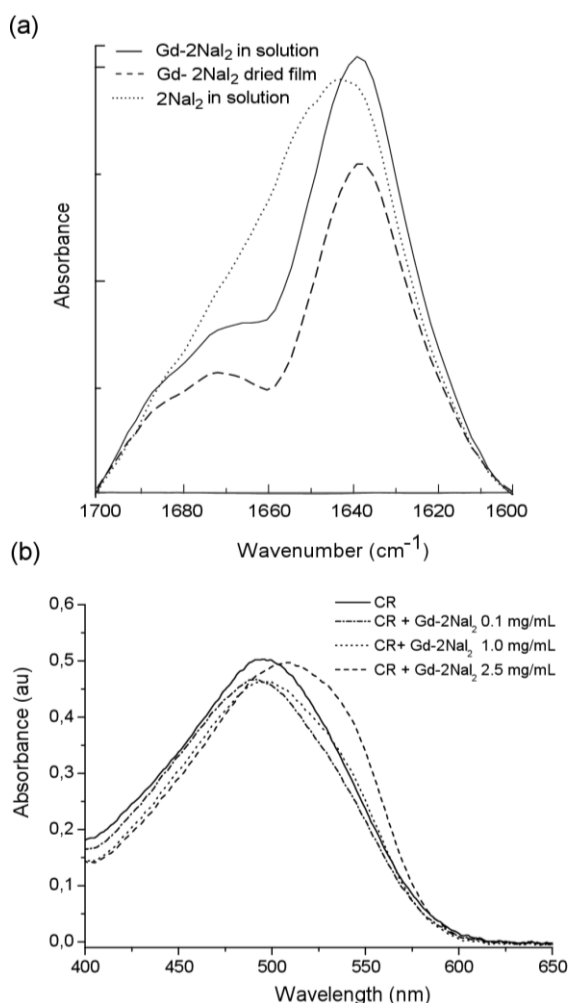 (a)
Gd-2Nal₂ in solution
Gd- 2Nal₂ dried film
2Nal₂ in solution
Absorbance
1700 1680 1660 1640 1620 1600
Wavenumber (cm⁻¹)
(b)
0,6
0,5
0,4
0,3
0,2
0,1
0,0
CR
CR + Gd-2Nal₂ 0.1 mg/mL
CR+ Gd-2Nal₂ 1.0 mg/mL
CR + Gd-2Nal₂ 2.5 mg/mL
Absorbance (au)
400 450 500 550 600 650
Wavelength (nm)